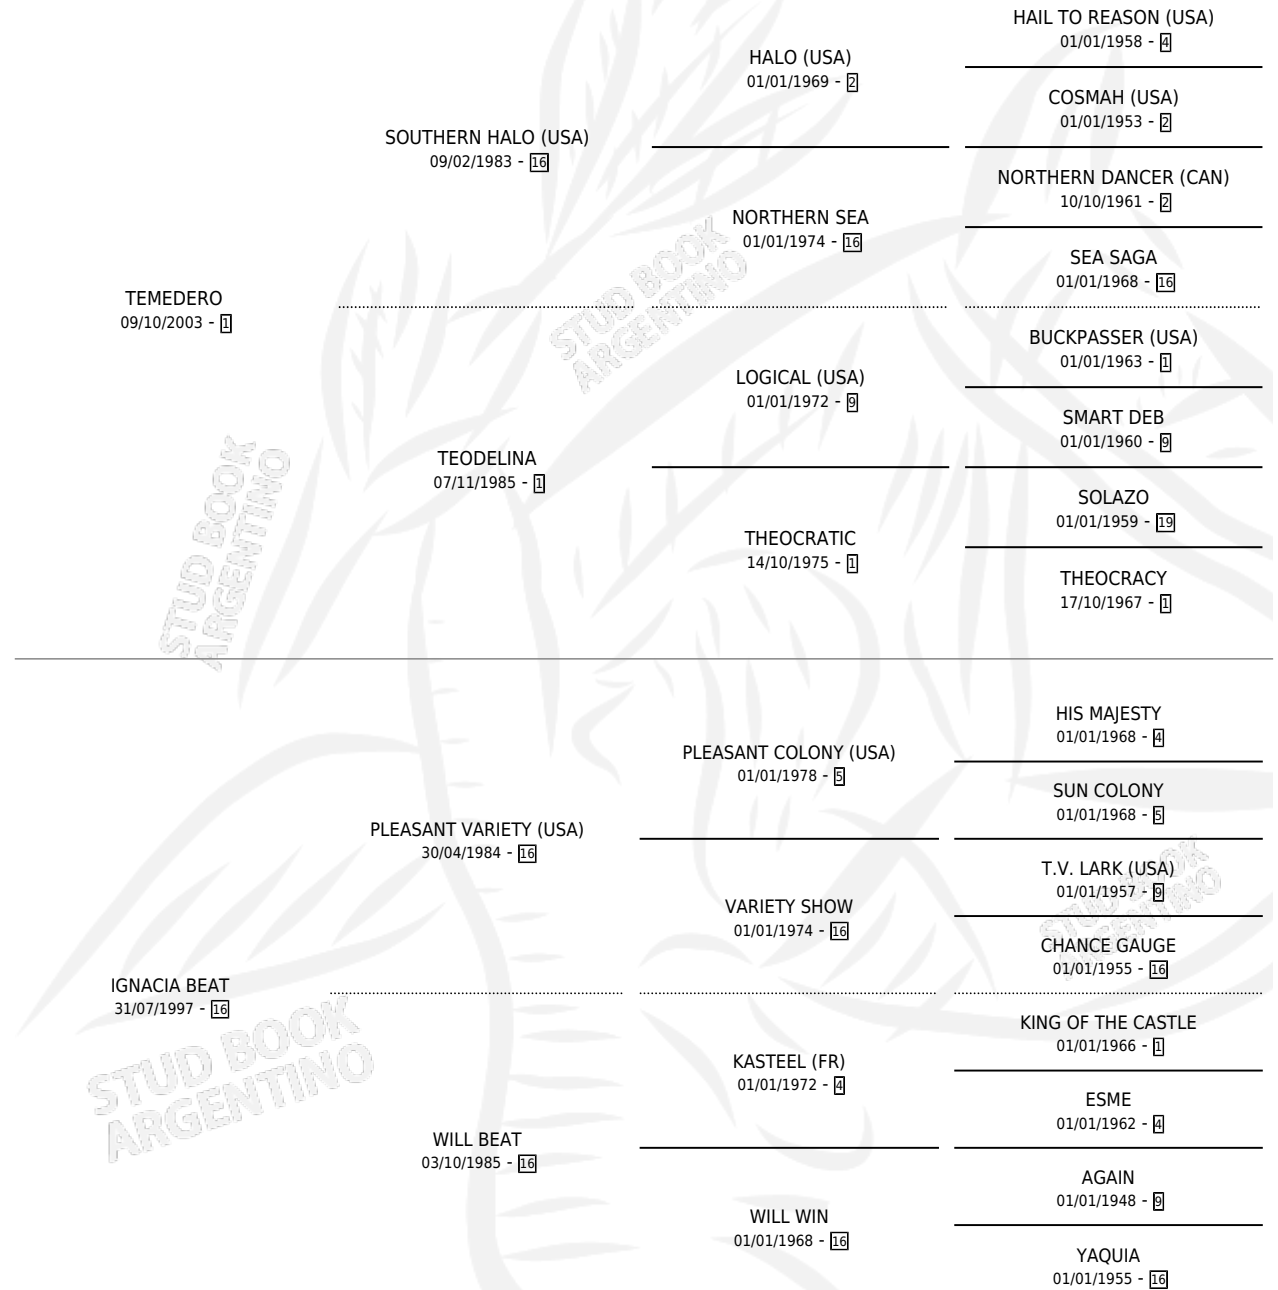 HAIL TO REASON (USA)
01/01/1958 - 4
HALO (USA)
01/01/1969 - 2
COSMAH (USA)
01/01/1953 - 2
SOUTHERN HALO (USA)
09/02/1983 - 16
NORTHERN DANCER (CAN)
10/10/1961 - 2
NORTHERN SEA
01/01/1974 - 16
SEA SAGA
01/01/1968 - 16
TEMEDERO
09/10/2003 - 1
BUCKPASSER (USA)
01/01/1963 - 1
LOGICAL (USA)
01/01/1972 - 9
SMART DEB
01/01/1960 - 9
TEODELINA
07/11/1985 - 1
SOLAZO
01/01/1959 - 19
THEOCRATIC
14/10/1975 - 1
THEOCRACY
17/10/1967 - 1
STUD BOOK
ARGENTINO
STUD BOOK
ARGENTINO
HIS MAJESTY
01/01/1968 - 4
PLEASANT COLONY (USA)
01/01/1978 - 5
SUN COLONY
01/01/1968 - 5
PLEASANT VARIETY (USA)
30/04/1984 - 16
T.V. LARK (USA)
01/01/1957 - 9
VARIETY SHOW
01/01/1974 - 16
CHANCE GAUGE
01/01/1955 - 16
IGNACIA BEAT
31/07/1997 - 16
KING OF THE CASTLE
01/01/1966 - 1
KASTEEL (FR)
01/01/1972 - 4
ESME
01/01/1962 - 4
WILL BEAT
03/10/1985 - 16
AGAIN
01/01/1948 - 9
WILL WIN
01/01/1968 - 16
YAQUIA
01/01/1955 - 16
STUD BOOK
ARGENTINO
STUD BOOK
ARGENTINO